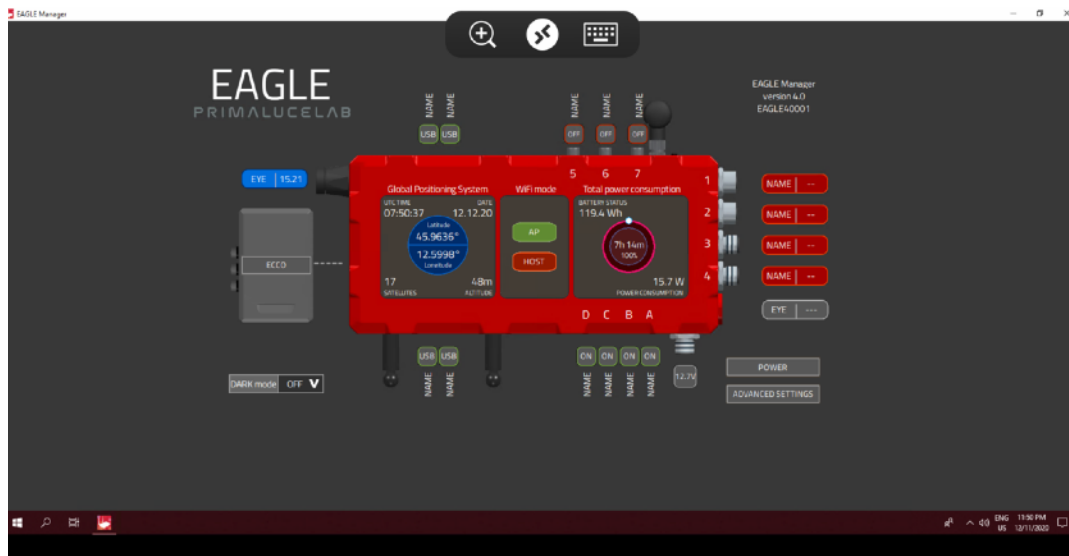 EAGLE Manager
EAGLE
PRIMALUCELAB
EAGLE Manager
version 4.0
EAGLE40001
NAME
NAME
NAME
NAME
NAME
USB
USB
OFF
OFF
OFF
5 6 7
EYE 15.21
Global Positioning System
UTC TIME
DATE
07:50:37
12.12.20
Latitude
45.9636°
12.5998°
Longitude
17
48m
SATELLITES
ALTITUDE
WiFi mode
AP
HOST
Total power consumption
BATTERY STATUS
119.4 Wh
7h 14m
100%
15.7 W
POWER CONSUMPTION
1
NAME --
2
NAME --
3
NAME --
4
NAME --
EYE ---
ECCO
D C B A
USB
USB
ON
ON
ON
ON
12.7V
NAME
NAME
NAME
NAME
NAME
NAME
DARK mode OFF V
POWER
ADVANCED SETTINGS
ENG
US
11:50 PM
12/11/2020